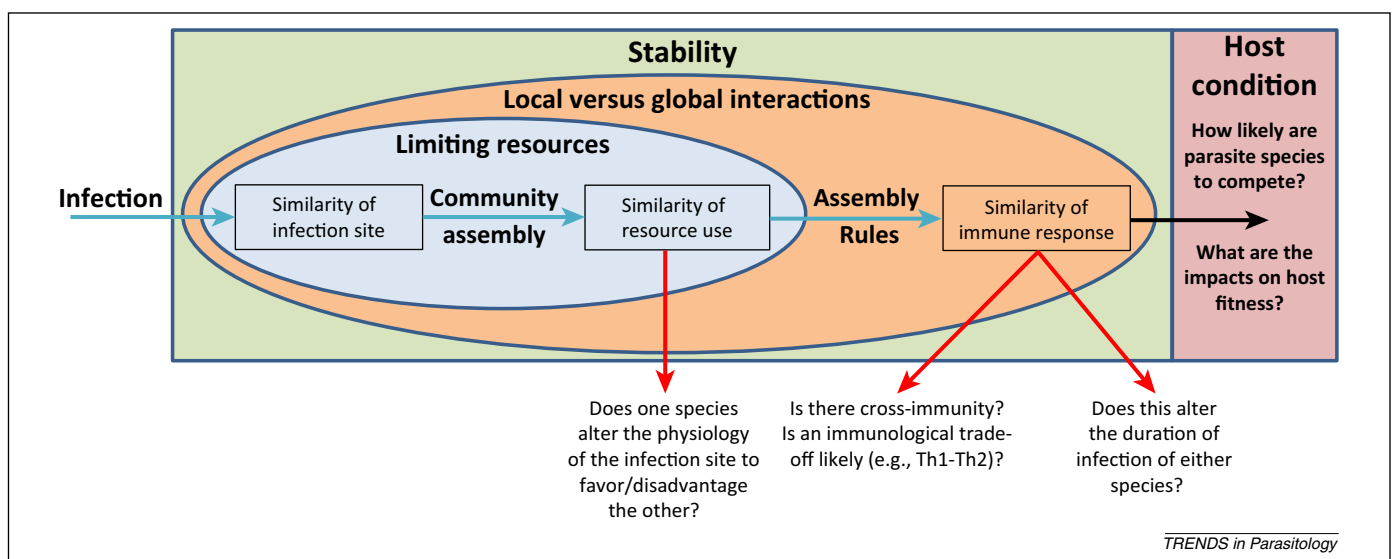 Stability
Host
condition
Local versus global interactions
Limiting resources
How likely are
parasite species
to compete?
Infection
Similarity of
infection site
Community
assembly
Similarity of
resource use
Assembly
Rules
Similarity of
immune response
What are the
impacts on host
fitness?
Does one species
alter the physiology
of the infection site to
favor/disadvantage
the other?
Is there cross-immunity?
Is an immunological trade-
off likely (e.g., Th1-Th2)?
Does this alter
the duration of
infection of either
species?
TRENDS in Parasitology